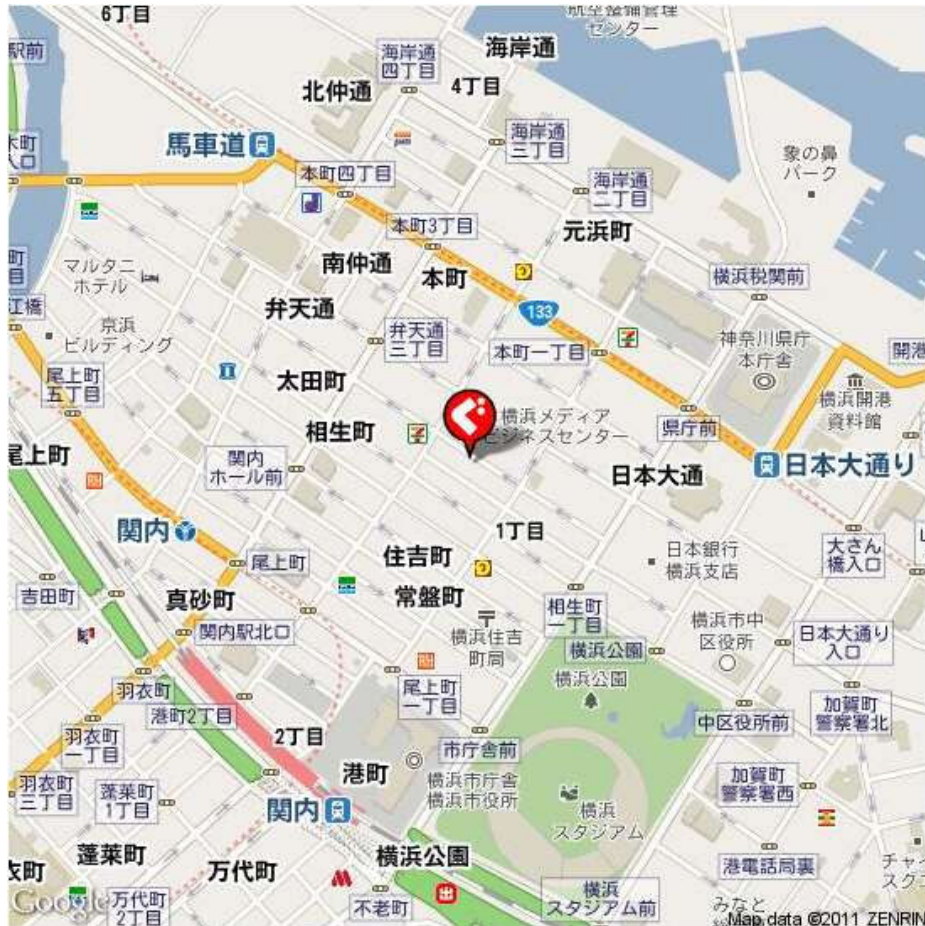 6丁目
航空整備管理
センター
海岸通
駅前
海岸通
四丁目
北仲通
4丁目
海岸通
三丁目
馬車道
木町
入口
本町四丁目
海岸通
二丁目
象の鼻
パーク
本町3丁目
元浜町
南仲通
本町
横浜税関前
マルタニ
ホテル
江橋
弁天通
133
京浜
ビルディング
弁天通
三丁目
本町一丁目
神奈川県庁
本庁舎
開港
尾上町
五丁目
太田町
横浜開港
資料館
横浜メディア
ビジネスセンター
相生町
県庁前
尾上町
関内
ホール前
日本大通
日本大通り
関内
1丁目
尾上町
住吉町
日本銀行
横浜支店
大さん
橋入口
吉田町
真砂町
常盤町
相生町
一丁目
関内駅北口
横浜住吉
町局
横浜公園
横浜市中
区役所
日本大通り
入口
羽衣町
尾上町
一丁目
横浜公園
港町2丁目
中区役所前
加賀町
警察署北
羽衣町
一丁目
2丁目
市庁舎前
港町
横浜市庁舎
横浜市役所
加賀町
警察署西
羽衣町
三丁目
蓬莱町
1丁目
関内
横浜
スタジアム
蓬莱町
横浜公園
港電話局裏
衣町
万代町
チャイ
スク
Google
万代町
2丁目
不老町
横浜
スタジアム前
みなと
Map data ©2011 ZENRIN